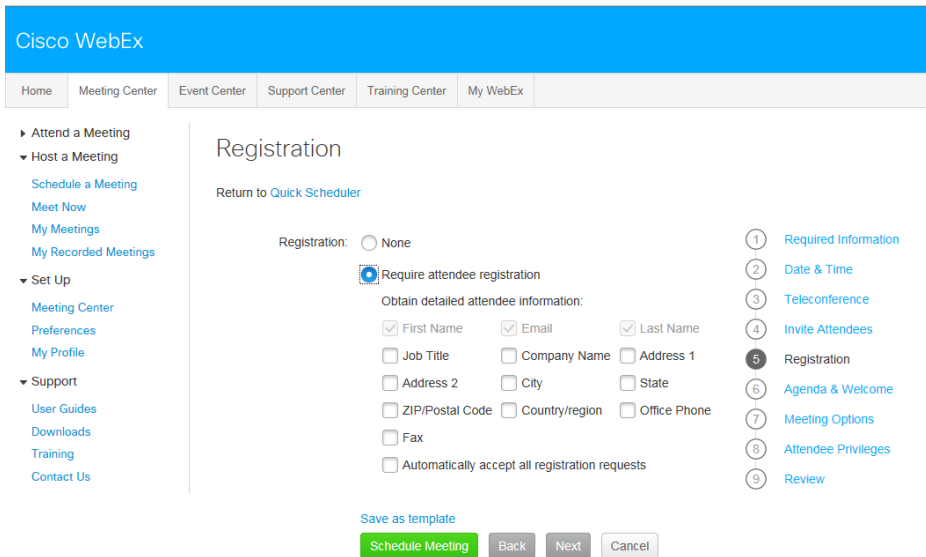 Cisco WebEx
Home Meeting Center Event Center Support Center Training Center My WebEx
Attend a Meeting
Host a Meeting
Schedule a Meeting
Meet Now
My Meetings
My Recorded Meetings
Set Up
Meeting Center
Preferences
My Profile
Support
User Guides
Downloads
Training
Contact Us
Registration
Return to Quick Scheduler
Registration: None
Require attendee registration
Obtain detailed attendee information:
First Name Email Last Name
Job Title Company Name Address 1
Address 2 City State
ZIP/Postal Code Country/region Office Phone
Fax
Automatically accept all registration requests
Save as template
Schedule Meeting Back Next Cancel
1 Required Information
2 Date & Time
3 Teleconference
4 Invite Attendees
5 Registration
6 Agenda & Welcome
7 Meeting Options
8 Attendee Privileges
9 Review